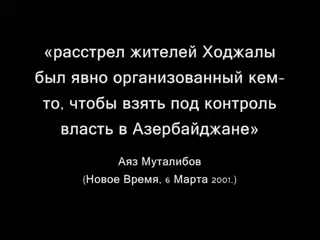 «расстрел жителей Ходжалы
был явно организованный кем-
то, чтобы взять под контроль
власть в Азербайджане»
Аяз Муталибов
(Новое Время, 6 Марта 2001.)